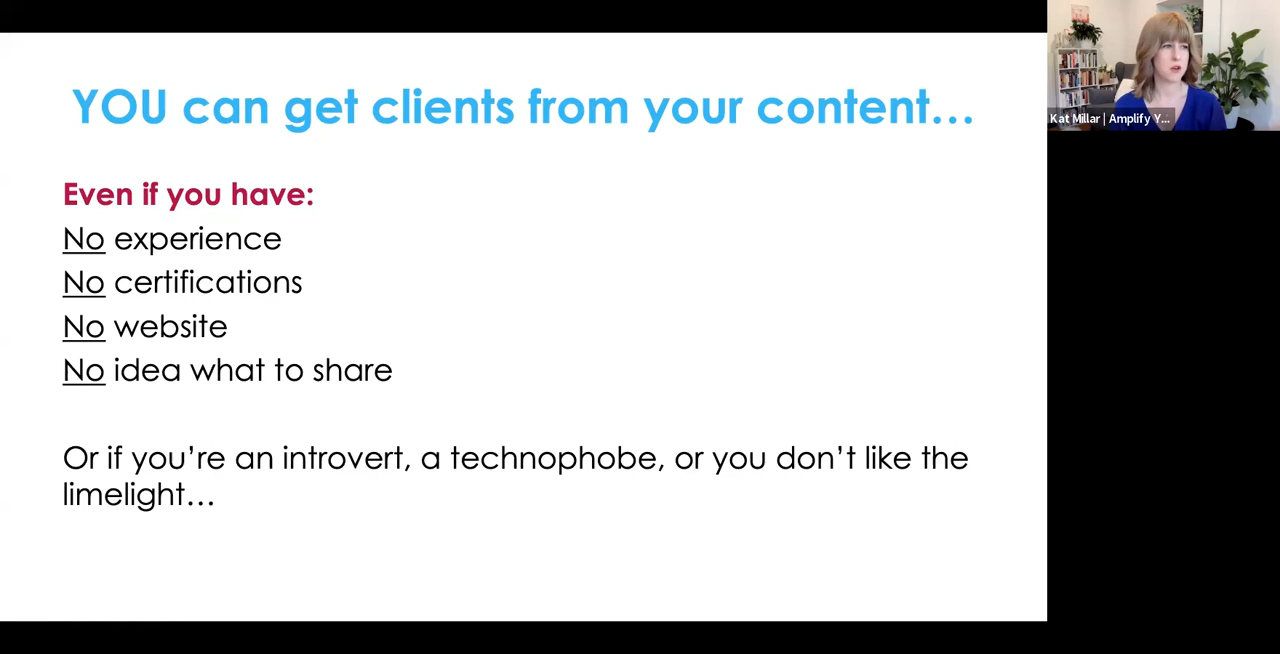 YOU can get clients from your content…
Even if you have:
No experience
No certifications
No website
No idea what to share
Or if you’re an introvert, a technophobe, or you don’t like the
limelight…
Kat Millar | Amplify Y...